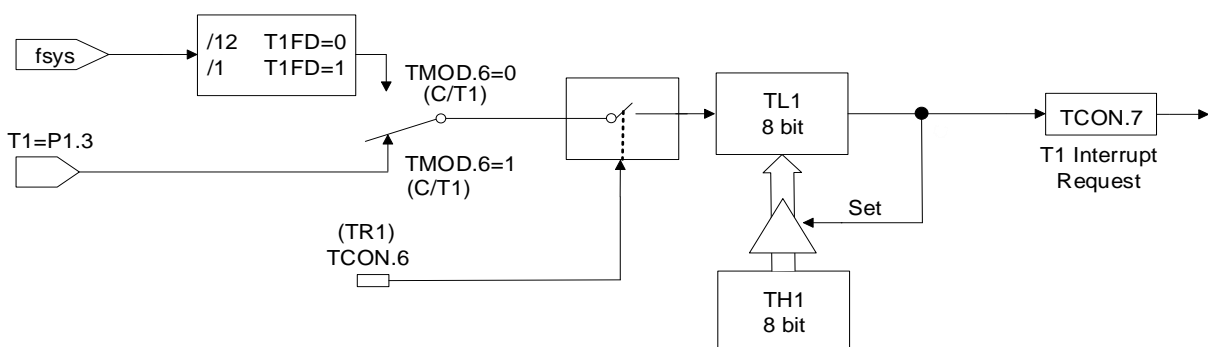 fsys
/12 T1FD=0
/1 T1FD=1
TMOD.6=0
(C/T1)
T1=P1.3
TMOD.6=1
(C/T1)
(TR1)
TCON.6
TL1
8 bit
TCON.7
T1 Interrupt
Request
Set
TH1
8 bit